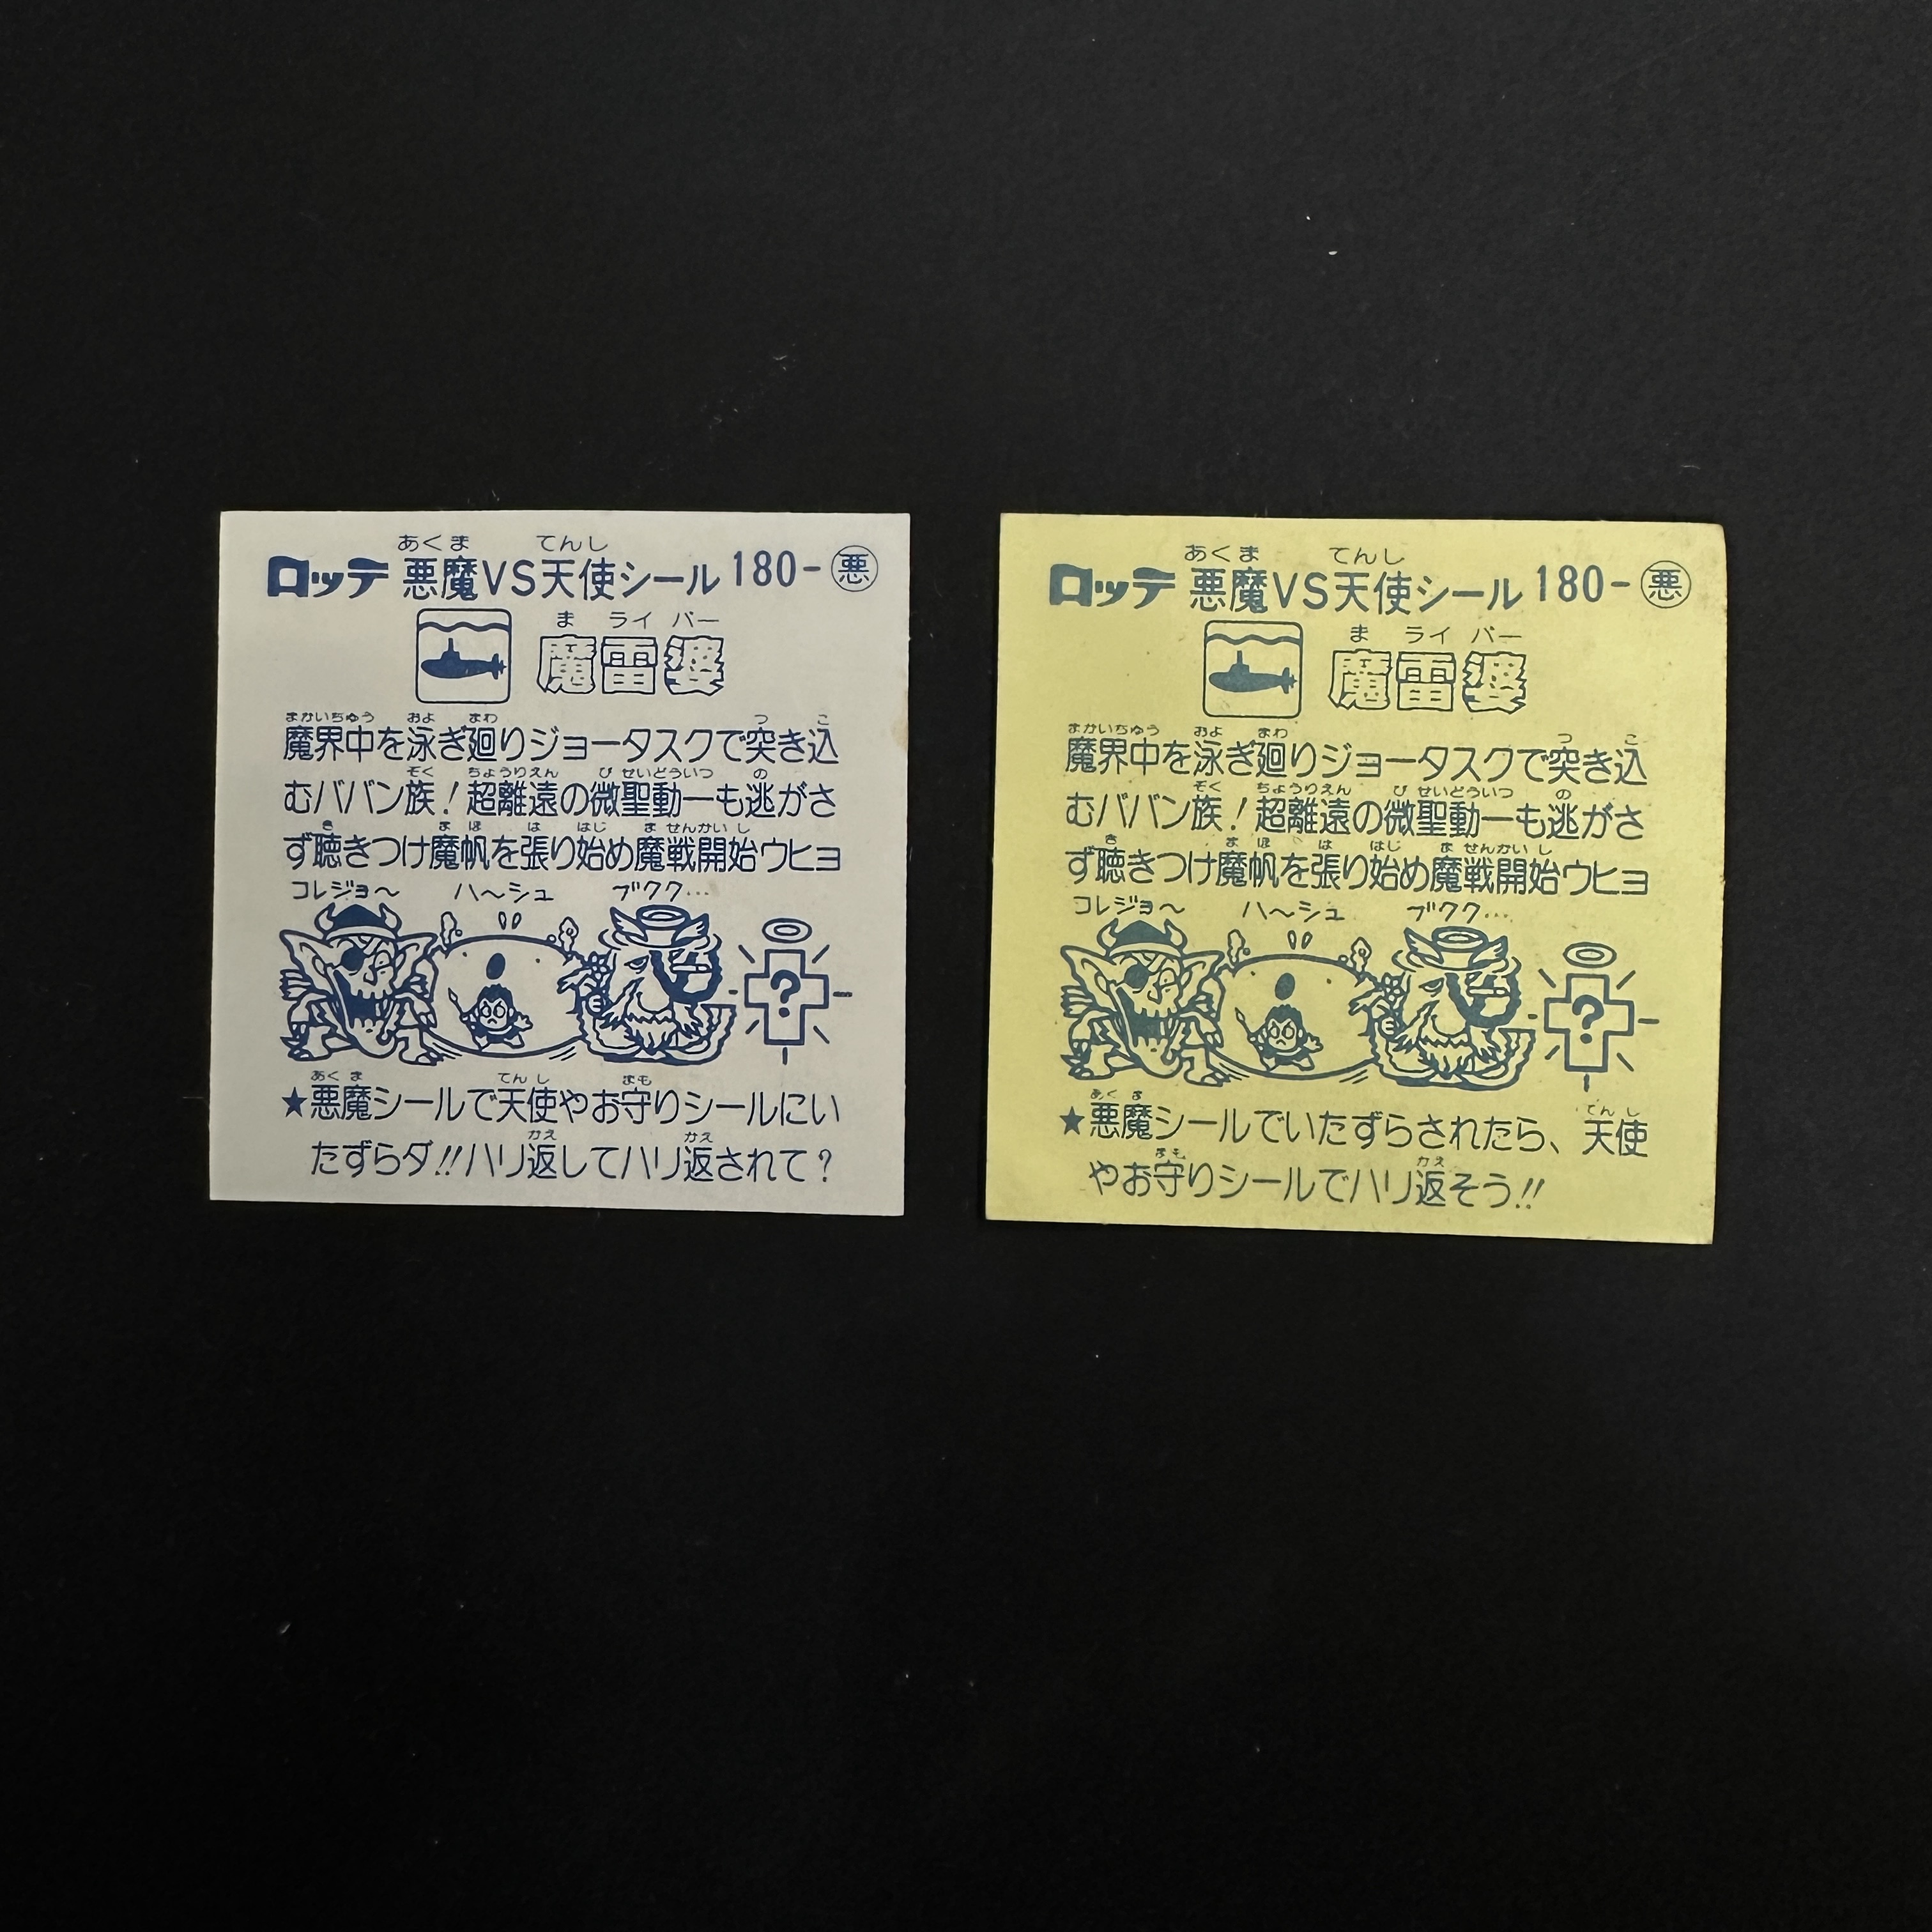 あくま てんし
ロッテ 悪魔VS天使シール 180-悪
ま ライ バー
魔雷婆
まかいちゅう およ まわ つ こ
魔界中を泳ぎ廻りジョータスクで突き込
ぞく ちょうりえん び せいどういつ の
むババン族!超離遠の微聖動一も逃がさ
き ま ほ は はじ ま せんかい し
ず聴きつけ魔帆を張り始め魔戦開始ウヒヨ
コレジョ〜 ハ〜シュ ブクク…
?
あく ま てん し まも
★悪魔シールで天使やお守りシールにい
かえ かえ
たずらダ!!ハリ返してハリ返されて?
あくま てんし
ロッテ 悪魔VS天使シール 180-悪
ま ライ バー
魔雷婆
まかいちゅう およ まわ つ こ
魔界中を泳ぎ廻りジョータスクで突き込
ぞく ちょうりえん び せいどういつ の
むババン族!超離遠の微聖動一も逃がさ
き ま ほ は はじ ま せんかい し
ず聴きつけ魔帆を張り始め魔戦開始ウヒヨ
コレジョ〜 ハ〜シュ ブクク…
?
あく ま てん し
★悪魔シールでいたずらされたら、天使
まも かえ
やお守りシールでハリ返そう!!